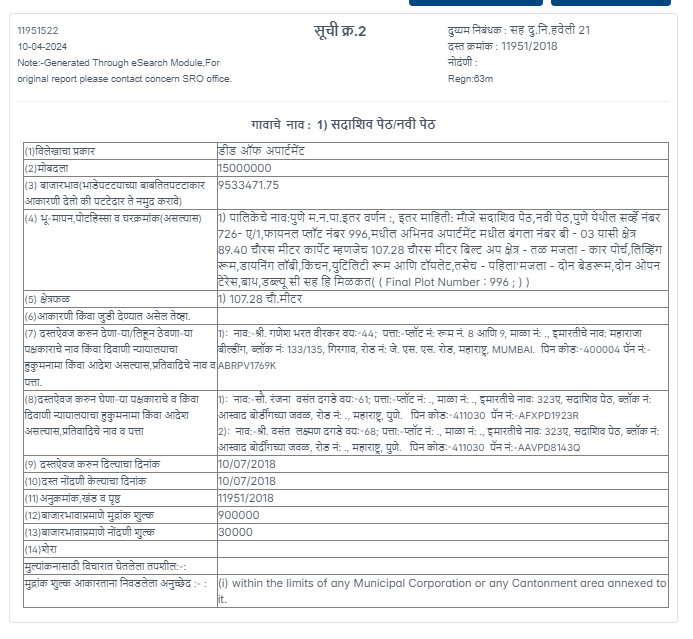 11951522
10-04-2024
Note:-Generated Through eSearch Module,For
original report please contact concern SRO office.
सूची क्र.2
दुय्यम निबंधक : सह दु.नि.हवेली 21
दस्त क्रमांक : 11951/2018
नोदंणी :
Regn:63m
गावाचे नाव : 1) सदाशिव पेठ/नवी पेठ
(1)विलेखाचा प्रकार
डीड ऑफ अपार्टमेंट
(2)मोबदला
15000000
(3) बाजारभाव(भाडेपटटयाच्या बाबतितपटटाकार
आकारणी देतो की पटटेदार ते नमुद करावे)
9533471.75
(4) भू-मापन,पोटहिस्सा व घरक्रमांक(असल्यास)
1) पालिकेचे नाव:पुणे म.न.पा.इतर वर्णन :, इतर माहिती: मौजे सदाशिव पेठ,नवी पेठ,पुणे येथील सर्व्हे नंबर
726- ए/1,फायनल प्लॉट नंबर 996,मधील अभिनव अपार्टमेंट मधील बंगला नंबर बी - 03 यासी क्षेत्र
89.40 चौरस मीटर कार्पेट म्हणजेच 107.28 चौरस मीटर बिल्ट अप क्षेत्र - तळ मजला - कार पोर्च,लिव्हिंग
रूम,डायनिंग लॉबी,किचन,युटिलिटी रूम आणि टॉयलेट,तसेच - पहिला'मजला - दोन बेडरूम,दोन ओपन
टेरेस,बाथ,डब्ल्यू सी सह हि मिळकत( ( Final Plot Number : 996 ; ) )
(5) क्षेत्रफळ
1) 107.28 चौ.मीटर
(6)आकारणी किंवा जुडी देण्यात असेल तेव्हा.
(7) दस्तऐवज करुन देणा-या/लिहून ठेवणा-या
पक्षकाराचे नाव किंवा दिवाणी न्यायालयाचा
हुकुमनामा किंवा आदेश असल्यास,प्रतिवादिचे नाव व
पत्ता.
1): नाव:-श्री. गणेश भरत वीरकर वय:-44; पत्ता:-प्लॉट नं: रूम नं. 8 आणि 9, माळा नं: ., इमारतीचे नाव: महाराजा
बील्डींग, ब्लॉक नं: 133/135, गिरगाव, रोड नं: जे. एस. एस. रोड, महाराष्ट्र, MUMBAI. पिन कोड:-400004 पॅन नं:-
ABRPV1769K
(8)दस्तऐवज करुन घेणा-या पक्षकाराचे व किंवा
दिवाणी न्यायालयाचा हुकुमनामा किंवा आदेश
असल्यास,प्रतिवादिचे नाव व पत्ता
1): नाव:-सौ. रंजना वसंत दगडे वय:-61; पत्ता:-प्लॉट नं: ., माळा नं: ., इमारतीचे नाव: 323ए, सदाशिव पेठ, ब्लॉक नं:
आस्वाद बोर्डींगच्या जवळ, रोड नं: ., महाराष्ट्र, पुणे. पिन कोड:-411030 पॅन नं:-AFXPD1923R
2): नाव:-श्री. वसंत लक्ष्मण दगडे वय:-68; पत्ता:-प्लॉट नं: ., माळा नं: ., इमारतीचे नाव: 323ए, सदाशिव पेठ, ब्लॉक नं:
आस्वाद बोर्दींगच्या जवळ, रोड नं: ., महाराष्ट्र, पुणे. पिन कोड:-411030 पॅन नं:-AAVPD8143Q
(9) दस्तऐवज करुन दिल्याचा दिनांक
10/07/2018
(10)दस्त नोंदणी केल्याचा दिनांक
10/07/2018
(11)अनुक्रमांक,खंड व पृष्ठ
11951/2018
(12)बाजारभावाप्रमाणे मुद्रांक शुल्क
900000
(13)बाजारभावाप्रमाणे नोंदणी शुल्क
30000
(14)शेरा
मुल्यांकनासाठी विचारात घेतलेला तपशील:-:
मुद्रांक शुल्क आकारताना निवडलेला अनुच्छेद :- :
(i) within the limits of any Municipal Corporation or any Cantonment area annexed to
it.